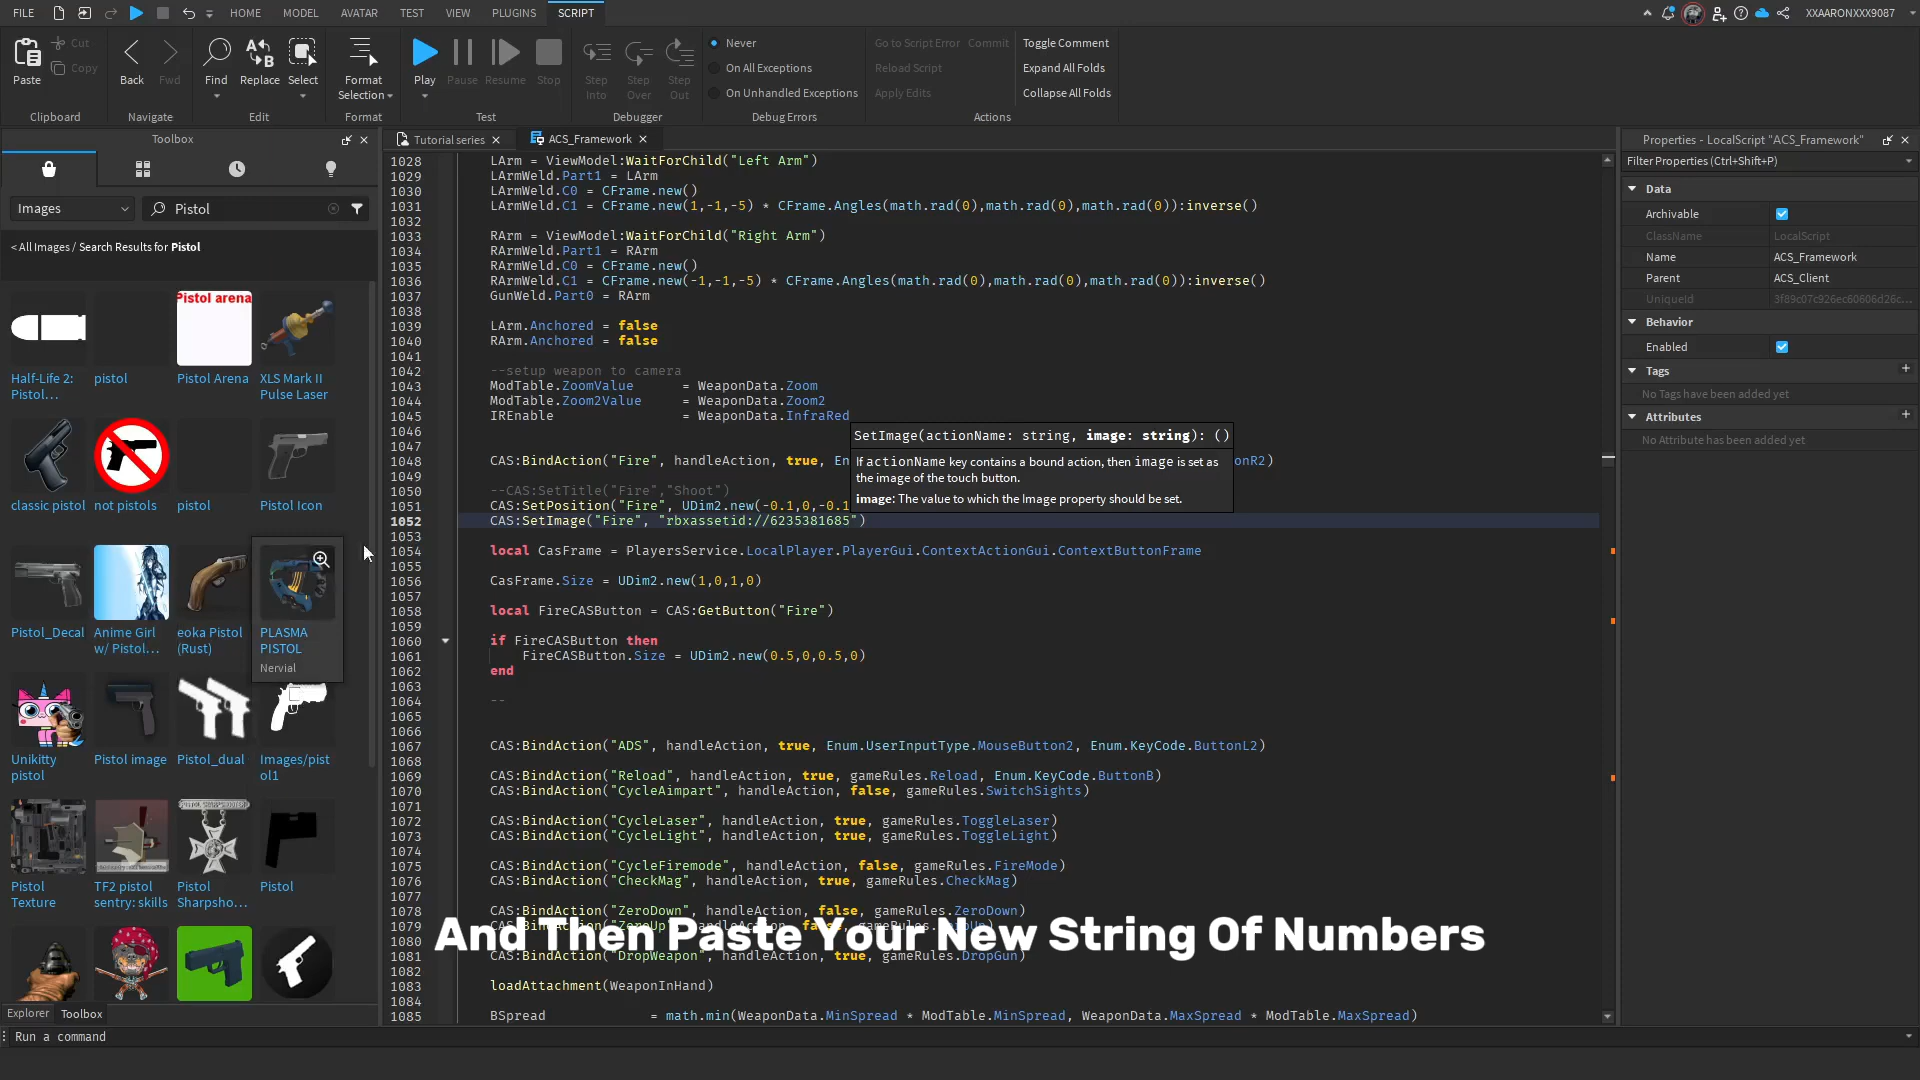 FILE
HOME
MODEL
AVATAR
TEST
VIEW
PLUGINS
SCRIPT
XXAARONXXX9087
Paste
Cut
Copy
Clipboard
Back
Fwd
Navigate
Find
Replace
Select
Edit
Format
Selection
Format
Play
Pause
Resume
Stop
Test
Step
Into
Step
Over
Step
Out
Debugger
Never
On All Exceptions
On Unhandled Exceptions
Debug Errors
Go to Script Error
Commit
Reload Script
Apply Edits
Toggle Comment
Expand All Folds
Collapse All Folds
Actions
Toolbox
Images
Pistol
< All Images / Search Results for Pistol
Pistol arena
Half-Life 2:
Pistol...
pistol
Pistol Arena
XLS Mark II
Pulse Laser
classic pistol
not pistols
pistol
Pistol Icon
Pistol_Decal
Anime Girl
w/ Pistol...
eoka Pistol
(Rust)
PLASMA
PISTOL
Nervial
Unikitty
pistol
Pistol image
Pistol_dual
Images/pist
ol1
Pistol
Texture
TF2 pistol
sentry: skills
Pistol
Sharpsho...
Pistol
Explorer
Toolbox
Run a command
Tutorial series
ACS_Framework
1028 LArm = ViewModel:WaitForChild("Left Arm")
1029 LArmWeld.Part1 = LArm
1030 LArmWeld.C0 = CFrame.new()
1031 LArmWeld.C1 = CFrame.new(1,-1,-5) * CFrame.Angles(math.rad(0),math.rad(0),math.rad(0)):inverse()
1032
1033 RArm = ViewModel:WaitForChild("Right Arm")
1034 RArmWeld.Part1 = RArm
1035 RArmWeld.C0 = CFrame.new()
1036 RArmWeld.C1 = CFrame.new(-1,-1,-5) * CFrame.Angles(math.rad(0),math.rad(0),math.rad(0)):inverse()
1037 GunWeld.Part0 = RArm
1038
1039 LArm.Anchored = false
1040 RArm.Anchored = false
1041
1042 --setup weapon to camera
1043 ModTable.ZoomValue = WeaponData.Zoom
1044 ModTable.Zoom2Value = WeaponData.Zoom2
1045 IREnable = WeaponData.InfraRed
1046
1047
1048 CAS:BindAction("Fire", handleAction, true, En onR2)
1049
1050 --CAS:SetTitle("Fire","Shoot")
1051 CAS:SetPosition("Fire", UDim2.new(-0.1,0,-0.1
1052 CAS:SetImage("Fire", "rbxassetid://6235381685")
1053
1054 local CasFrame = PlayersService.LocalPlayer.PlayerGui.ContextActionGui.ContextButtonFrame
1055
1056 CasFrame.Size = UDim2.new(1,0,1,0)
1057
1058 local FireCASButton = CAS:GetButton("Fire")
1059
1060 if FireCASButton then
1061 FireCASButton.Size = UDim2.new(0.5,0,0.5,0)
1062 end
1063
1064 --
1065
1066
1067 CAS:BindAction("ADS", handleAction, true, Enum.UserInputType.MouseButton2, Enum.KeyCode.ButtonL2)
1068
1069 CAS:BindAction("Reload", handleAction, true, gameRules.Reload, Enum.KeyCode.ButtonB)
1070 CAS:BindAction("CycleAimpart", handleAction, false, gameRules.SwitchSights)
1071
1072 CAS:BindAction("CycleLaser", handleAction, true, gameRules.ToggleLaser)
1073 CAS:BindAction("CycleLight", handleAction, true, gameRules.ToggleLight)
1074
1075 CAS:BindAction("CycleFiremode", handleAction, false, gameRules.FireMode)
1076 CAS:BindAction("CheckMag", handleAction, true, gameRules.CheckMag)
1077
1078 CAS:BindAction("ZeroDown", handleAction, false, gameRules.ZeroDown)
1079
1080
1081 CAS:BindAction("DropWeapon", handleAction, true, gameRules.DropGun)
1082
1083 loadAttachment(WeaponInHand)
1084
1085 BSpread = math.min(WeaponData.MinSpread * ModTable.MinSpread, WeaponData.MaxSpread * ModTable.MaxSpread)
SetImage(actionName: string, image: string): ()
If actionName key contains a bound action, then image is set as
the image of the touch button.
image: The value to which the Image property should be set.
And Then Paste Your New String Of Numbers
Properties - LocalScript "ACS_Framework"
Filter Properties (Ctrl+Shift+P)
Data
Archivable
ClassName LocalScript
Name ACS_Framework
Parent ACS_Client
UniqueId 3f89c07c926ec60606d26c...
Behavior
Enabled
Tags
No Tags have been added yet
Attributes
No Attribute has been added yet